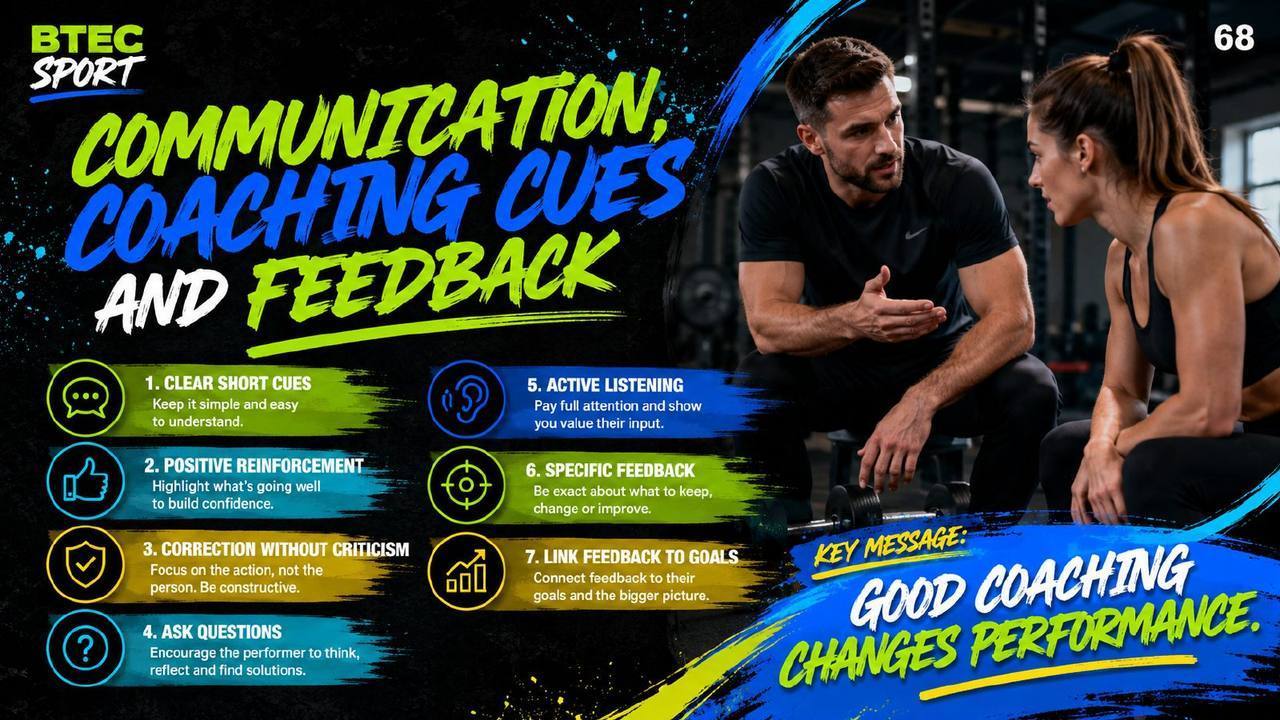 BTEC
SPORT
68
COMMUNICATION,
COACHING CUES
AND FEEDBACK
1. CLEAR SHORT CUES
Keep it simple and easy
to understand.
2. POSITIVE REINFORCEMENT
Highlight what's going well
to build confidence.
3. CORRECTION WITHOUT CRITICISM
Focus on the action, not the
person. Be constructive.
4. ASK QUESTIONS
Encourage the performer to think,
reflect and find solutions.
5. ACTIVE LISTENING
Pay full attention and show
you value their input.
6. SPECIFIC FEEDBACK
Be exact about what to keep,
change or improve.
7. LINK FEEDBACK TO GOALS
Connect feedback to their
goals and the bigger picture.
KEY MESSAGE:
GOOD COACHING
CHANGES PERFORMANCE.